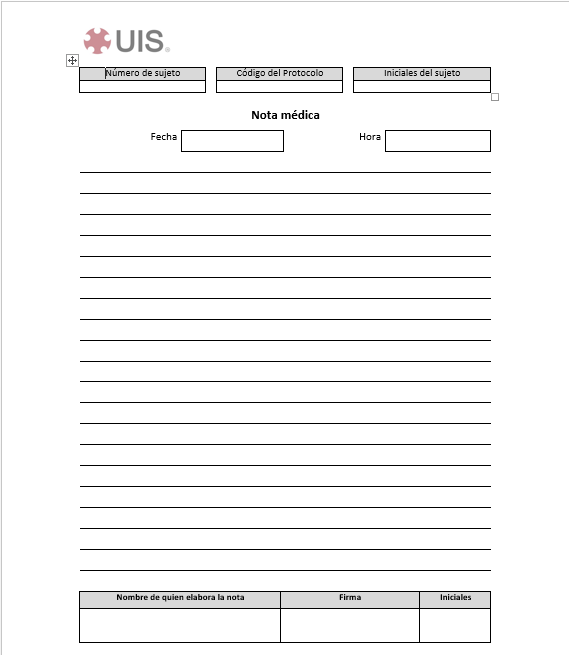 UIS®
Número de sujeto Código del Protocolo Iniciales del sujeto
Nota médica
Fecha Hora
Nombre de quien elabora la nota Firma Iniciales